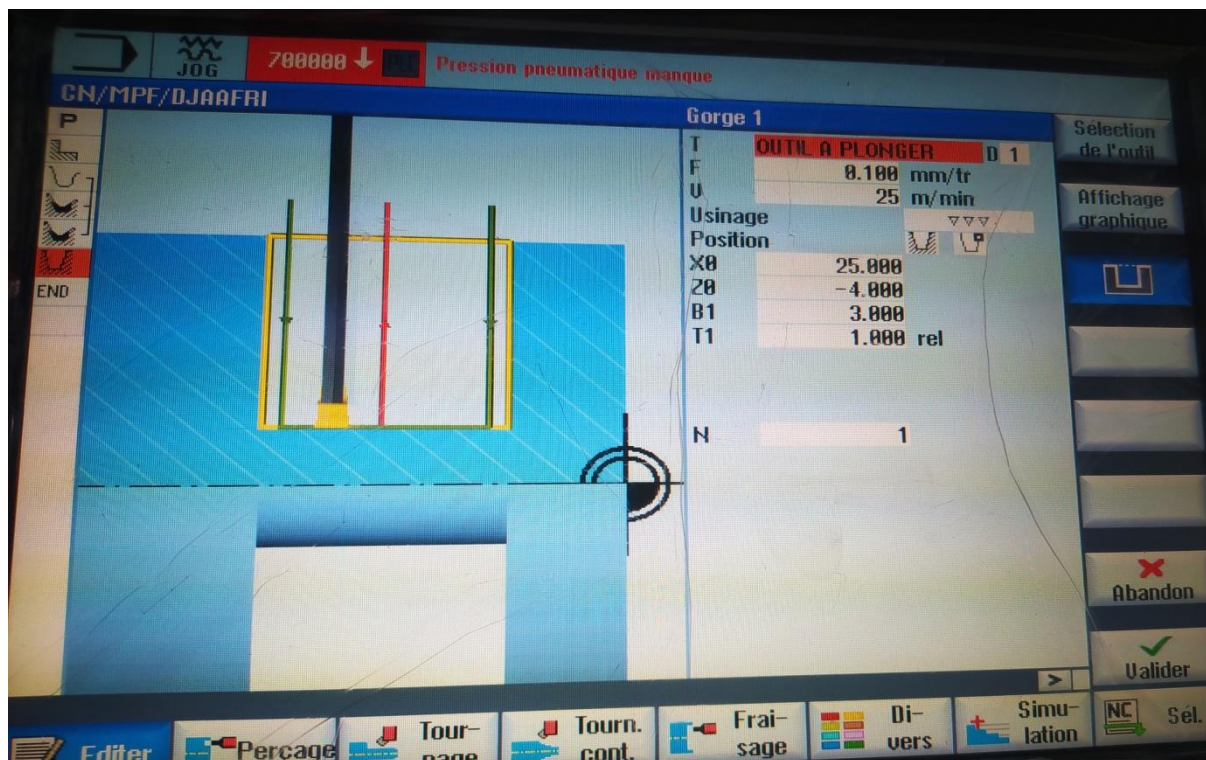 JOG
700000 ↓
Pression pneumatique manque
CN/MPF/DJAAFRI
P
END
Gorge 1
T OUTIL A PLONGER D 1
F 0.100 mm/tr
V 25 m/min
Usinage ▽▽▽
Position
X0 25.000
Z0 -4.000
B1 3.000
T1 1.000 rel
N 1
Sélection
de l'outil
Affichage
graphique
Abandon
Valider
>
Editer
Perçage
Tour-
nage
Tourn.
cont.
Frai-
sage
Di-
vers
Simu-
lation
NC Sél.